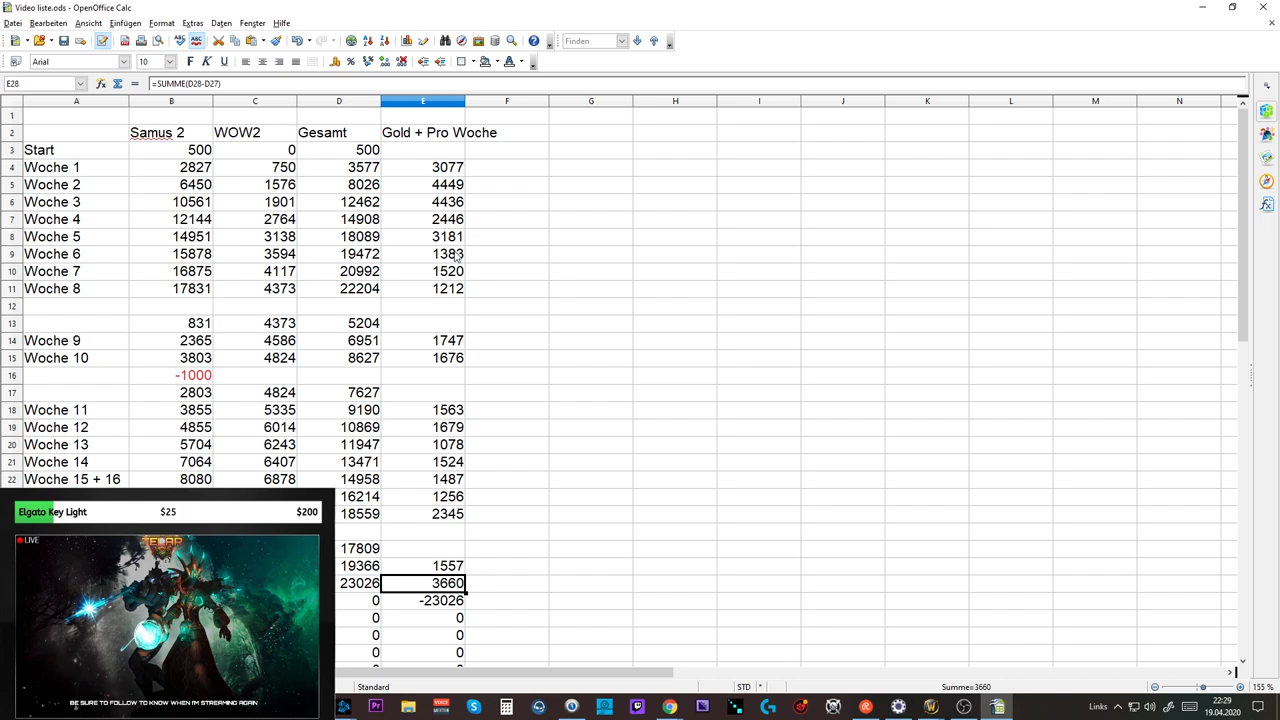 Video liste.ods - OpenOffice Calc
Datei Bearbeiten Ansicht Einfügen Format Extras Daten Fenster Hilfe
Finden
Arial 10
E28 =SUMME(D28-D27)
A B C D E F G H I J K L M N
1
2 Samus 2 WOW2 Gesamt Gold + Pro Woche
3 Start 500 0 500
4 Woche 1 2827 750 3577 3077
5 Woche 2 6450 1576 8026 4449
6 Woche 3 10561 1901 12462 4436
7 Woche 4 12144 2764 14908 2446
8 Woche 5 14951 3138 18089 3181
9 Woche 6 15878 3594 19472 1383
10 Woche 7 16875 4117 20992 1520
11 Woche 8 17831 4373 22204 1212
12
13 831 4373 5204
14 Woche 9 2365 4586 6951 1747
15 Woche 10 3803 4824 8627 1676
16 -1000
17 2803 4824 7627
18 Woche 11 3855 5335 9190 1563
19 Woche 12 4855 6014 10869 1679
20 Woche 13 5704 6243 11947 1078
21 Woche 14 7064 6407 13471 1524
22 Woche 15 + 16 8080 6878 14958 1487
16214 1256
18559 2345
17809
19366 1557
23026 3660
0 -23026
0 0
0 0
0 0
Elgato Key Light $25 $200
LIVE
BE SURE TO FOLLOW TO KNOW WHEN I'M STREAMING AGAIN
Standard STD * Summe=3660 155 %
Links 22:29
19.04.2020